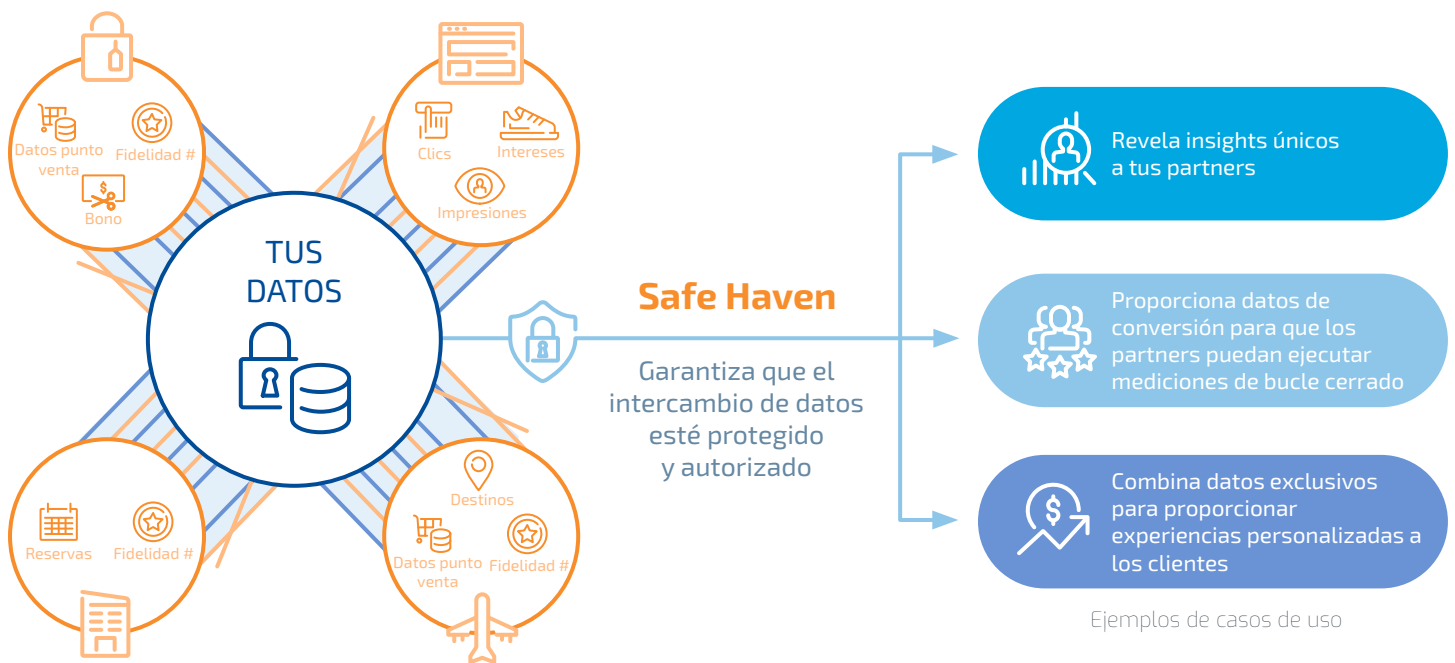 Datos punto
venta
Fidelidad #
Bono
Clics
Intereses
Impresiones
TUS
DATOS
Reservas
Fidelidad #
Destinos
Datos punto
venta
Fidelidad #
Safe Haven
Garantiza que el
intercambio de datos
esté protegido
y autorizado
Revela insights únicos
a tus partners
Proporciona datos de
conversión para que los
partners puedan ejecutar
mediciones de bucle cerrado
Combina datos exclusivos
para proporcionar
experiencias personalizadas a
los clientes
Ejemplos de casos de uso